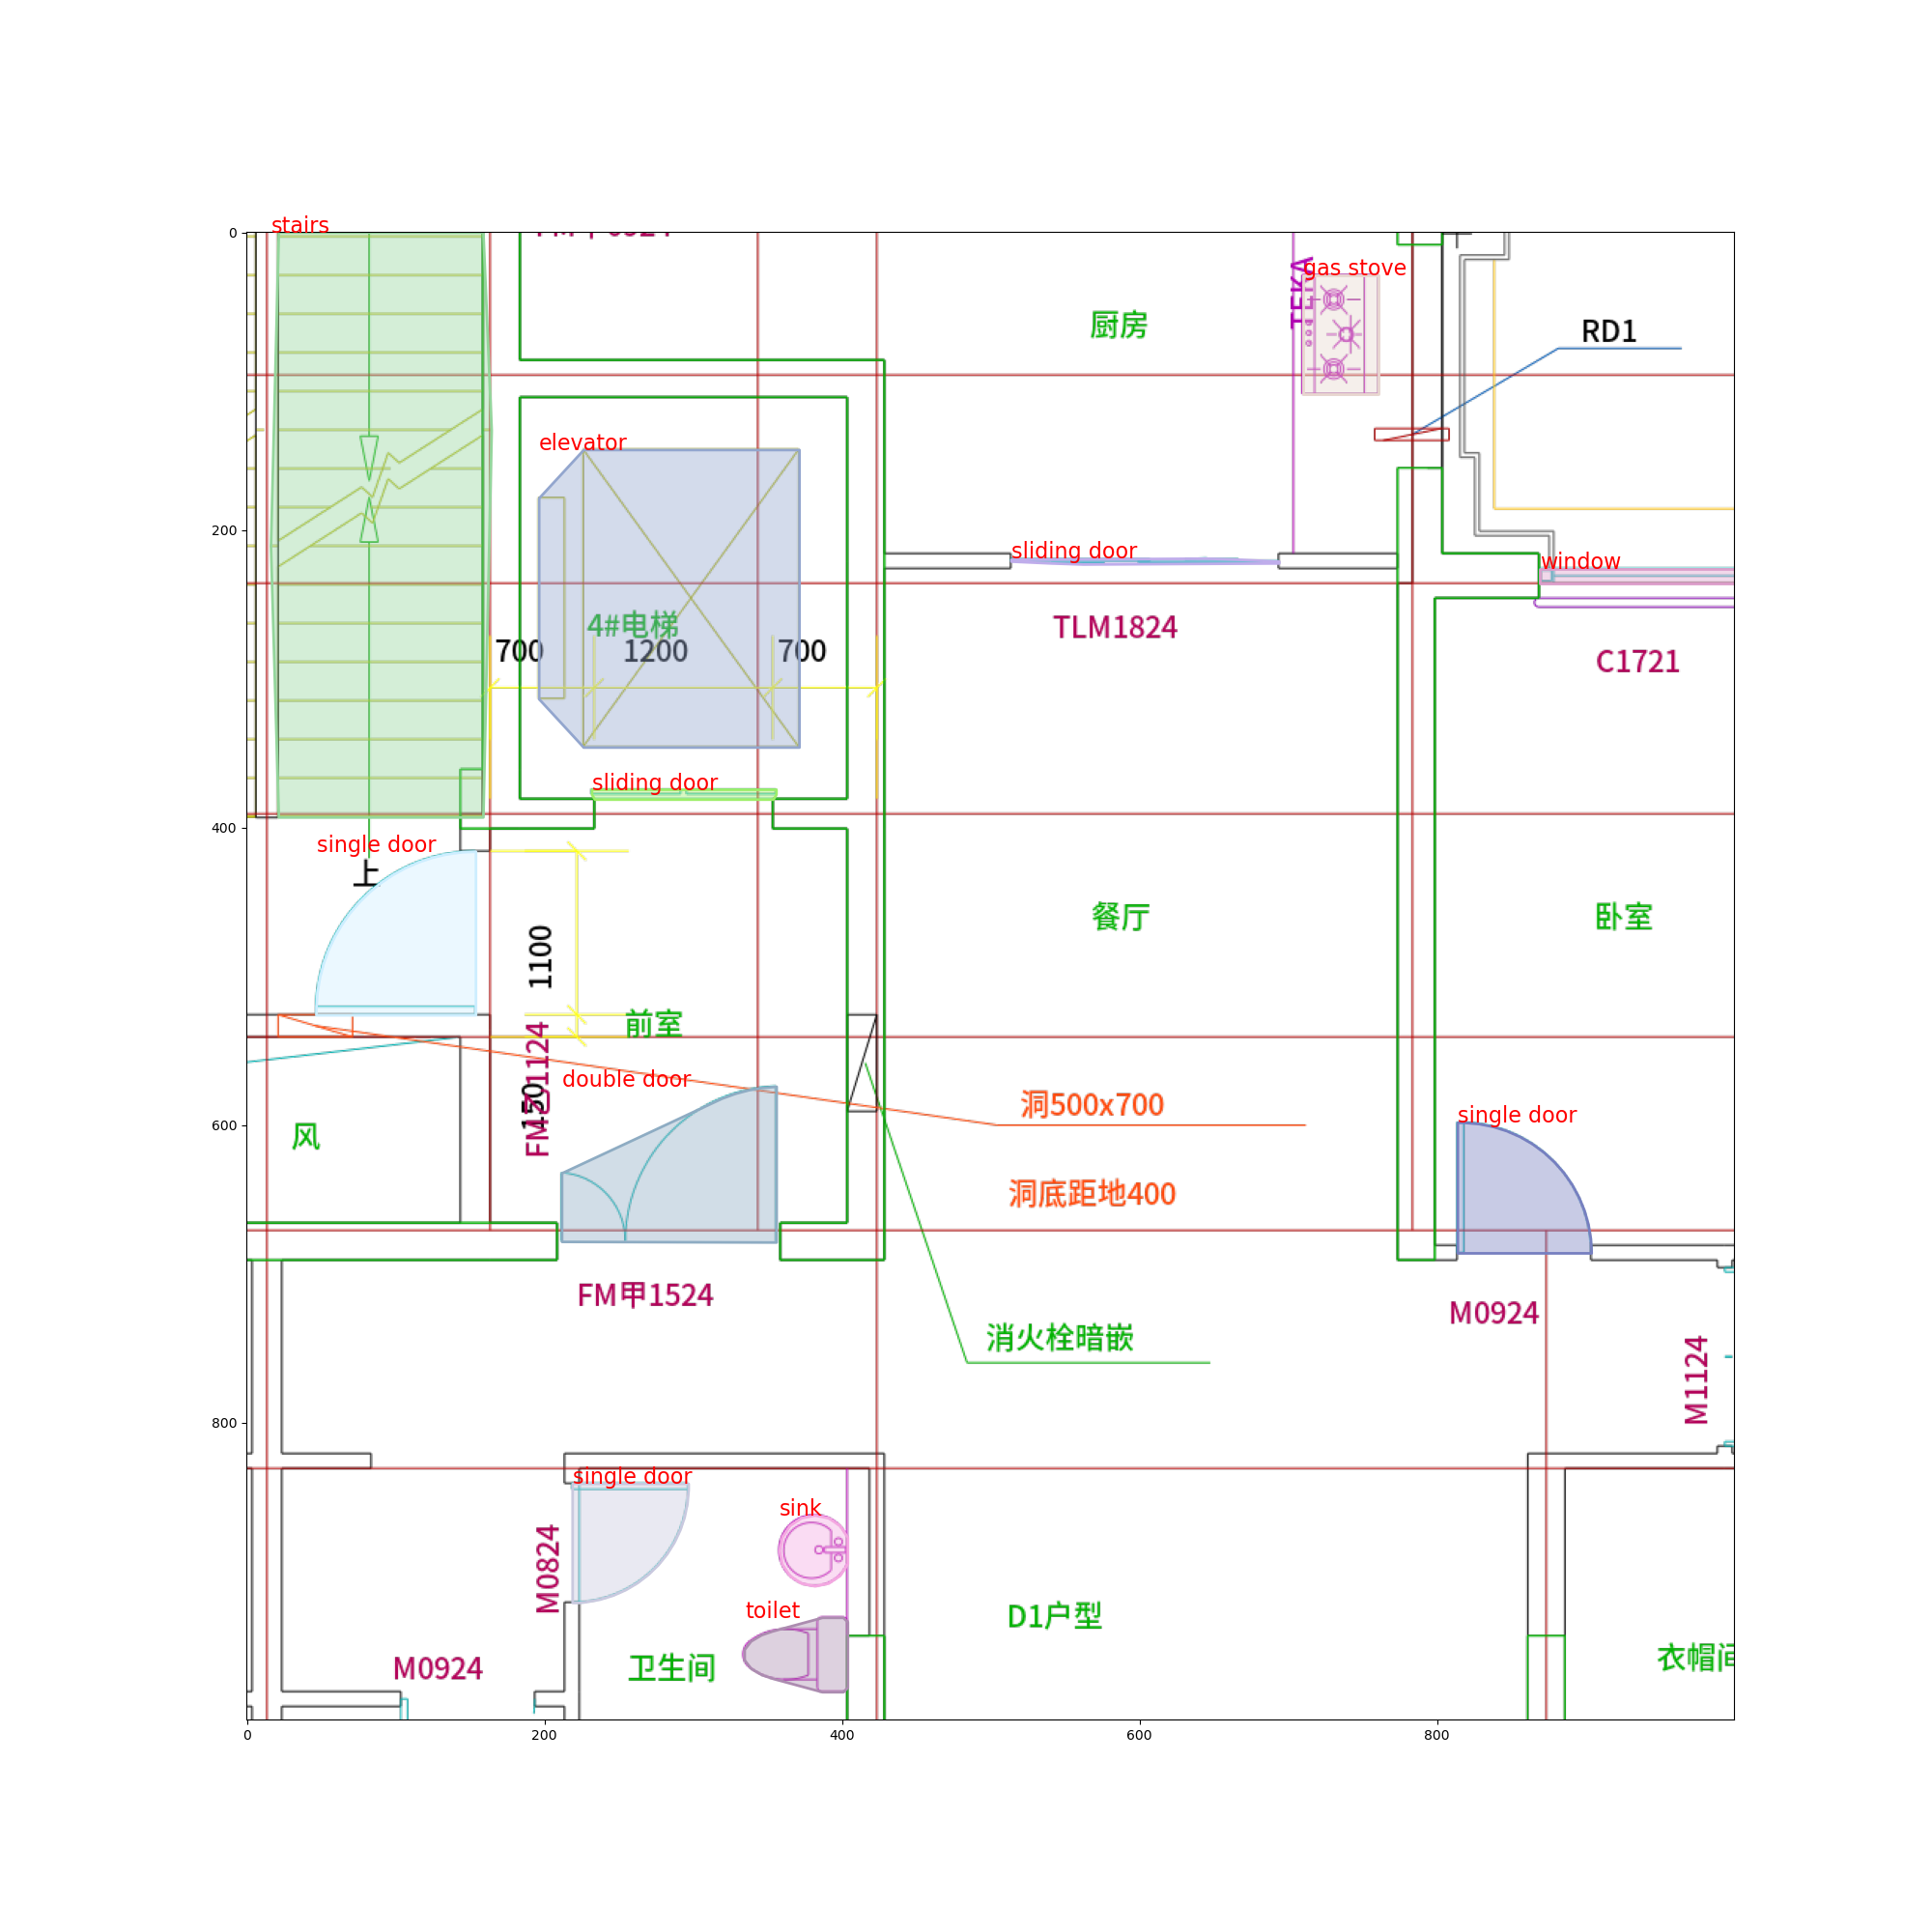 stairs
0
gas stove
TEKA
厨房
RD1
elevator
200
sliding door
window
4#电梯
700
1200
700
TLM1824
C1721
sliding door
400
single door
上
餐厅
卧室
1100
前室
FM乙1124
150
double door
洞500x700
single door
600
风
洞底距地400
FM甲1524
M0924
消火栓暗嵌
M1124
800
single door
sink
M0824
toilet
D1户型
卫生间
衣帽间
M0924
0
200
400
600
800